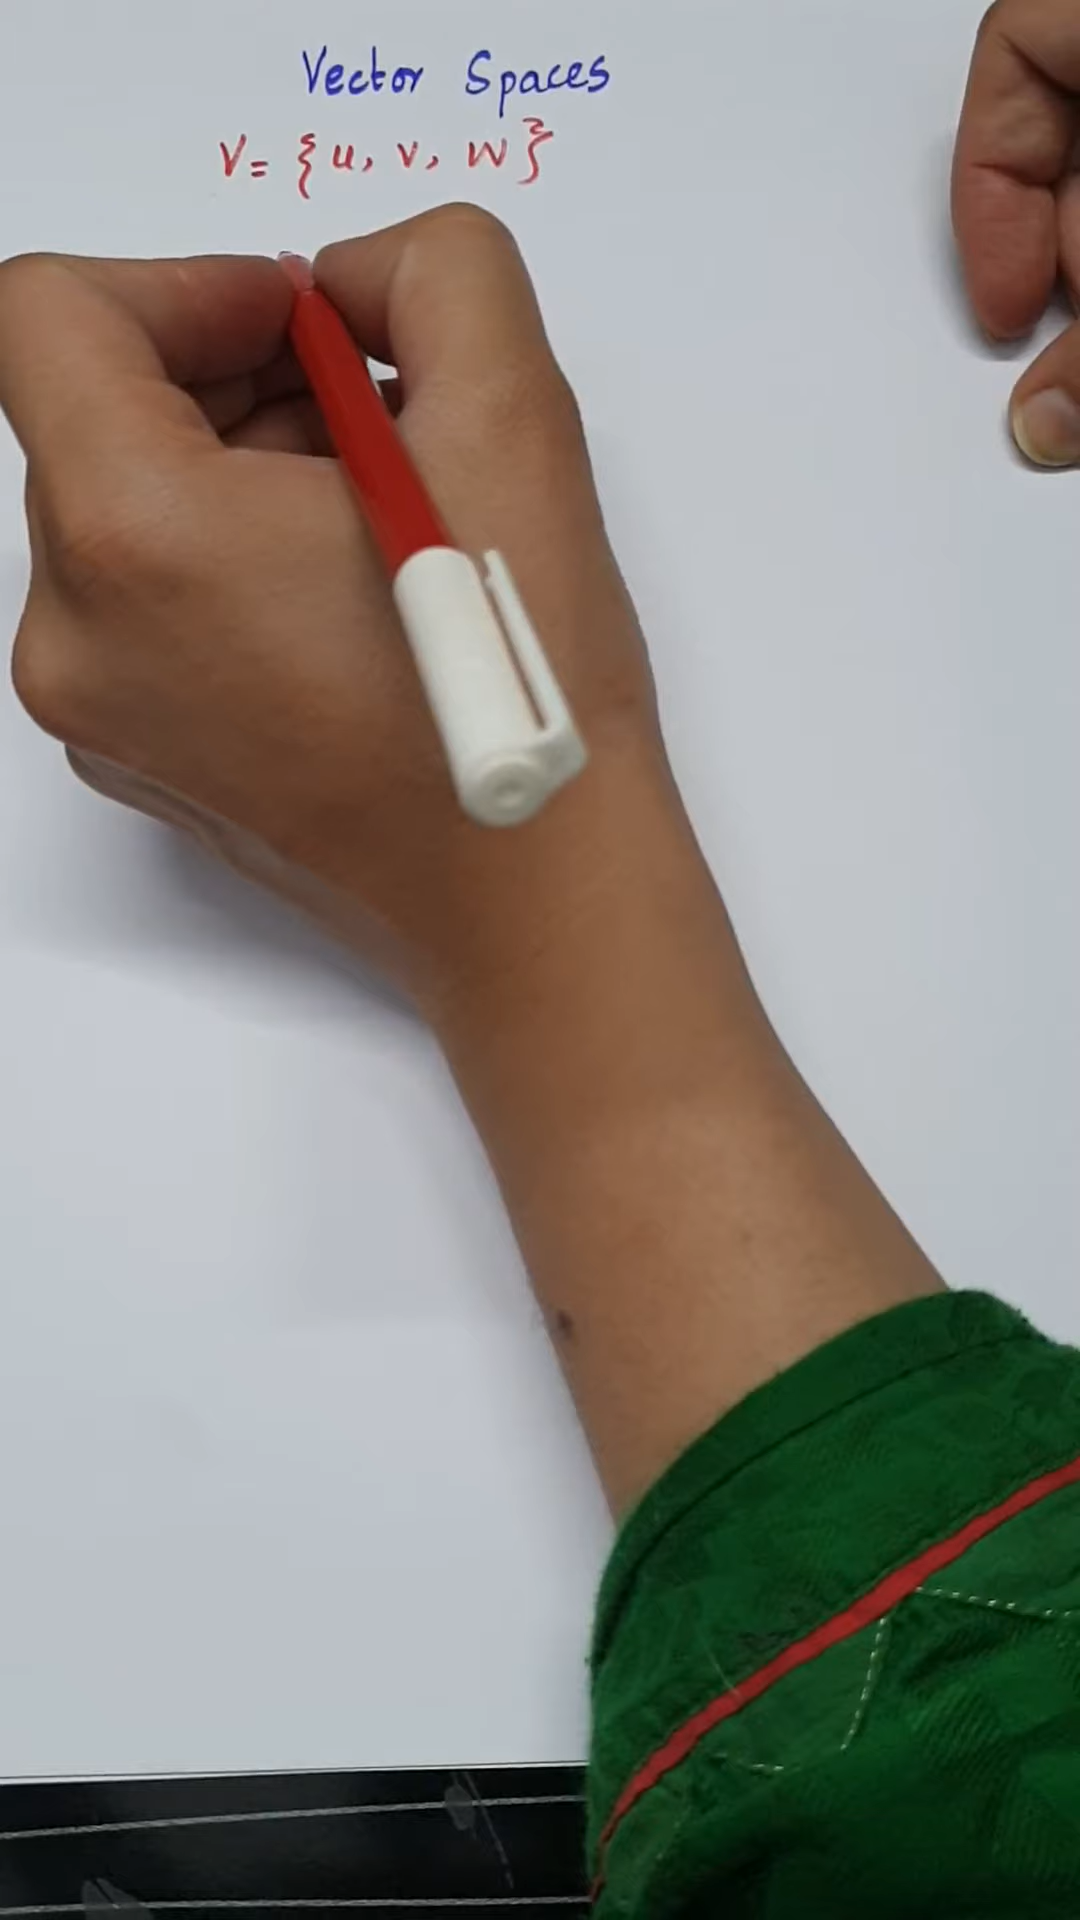 Vector Spaces
V = {u, v, w}